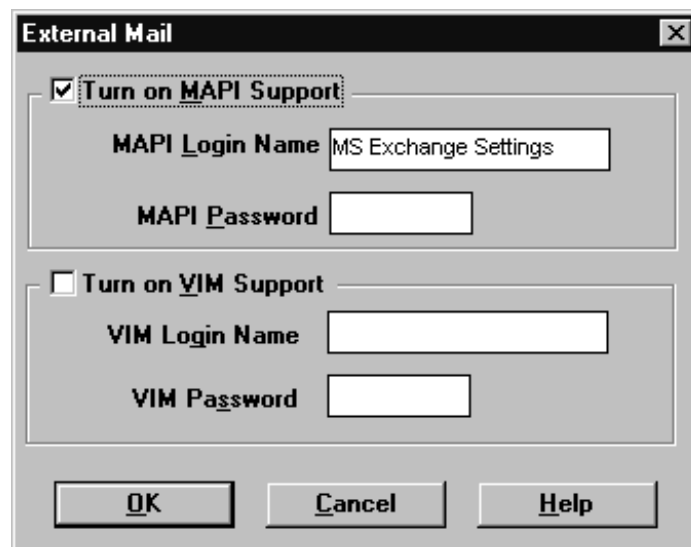 External Mail
Turn on MAPI Support
MAPI Login Name MS Exchange Settings
MAPI Password
Turn on VIM Support
VIM Login Name
VIM Password
OK Cancel Help